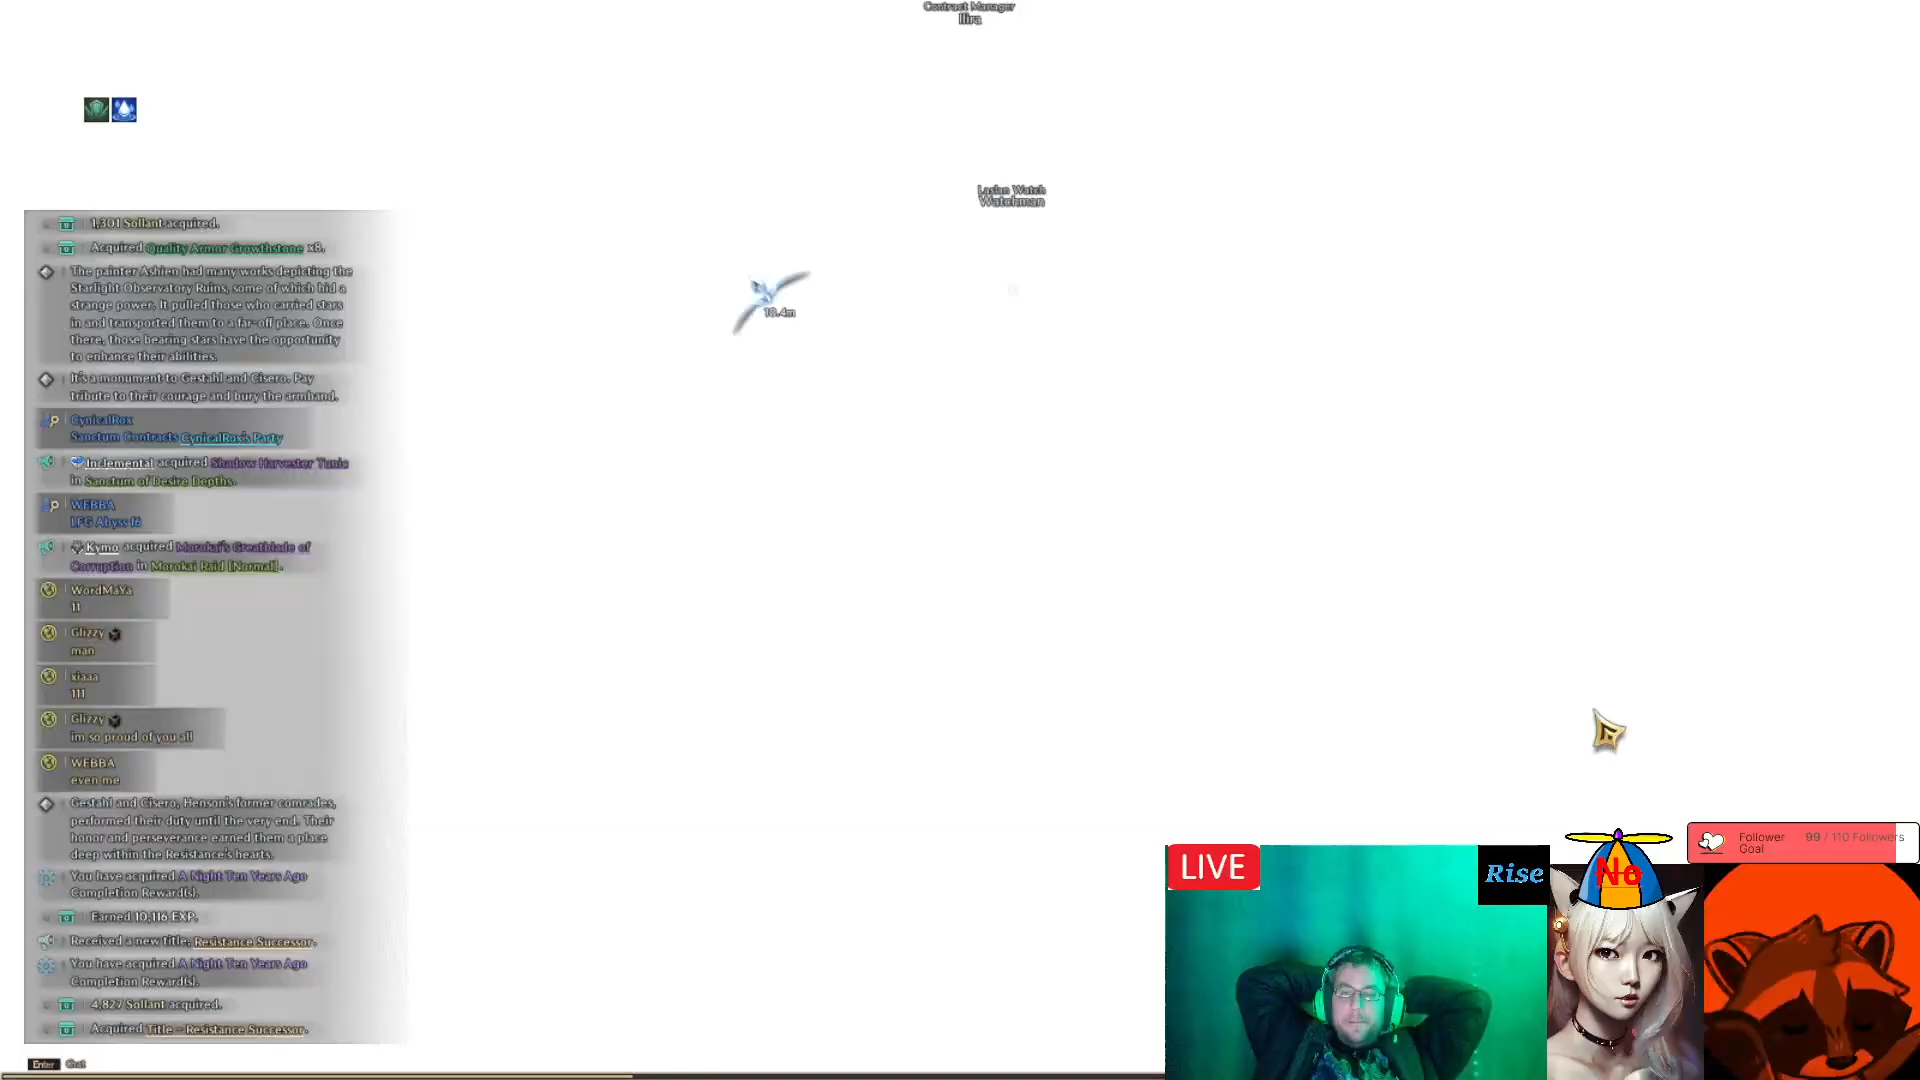 Contract Manager
Ilira
Laslan Watch
Watchman
10.4m
1,301 Sollant acquired.
Acquired Quality Armor Growthstone x8.
The painter Ashien had many works depicting the
Starlight Observatory Ruins, some of which hid a
strange power. It pulled those who carried stars
in and transported them to a far-off place. Once
there, those bearing stars have the opportunity
to enhance their abilities.
It's a monument to Gestahl and Cisero. Pay
tribute to their courage and bury the armband.
CynicalRox
Sanctum Contracts CynicalRox's Party
Inclemental acquired Shadow Harvester Tunic
in Sanctum of Desire Depths.
WEBBA
LFG Abyss f6
Kymo acquired Morokai's Greatblade of
Corruption in Morokai Raid [Normal].
WordMaYa
11
Glizzy
man
xiaaa
111
Glizzy
im so proud of you all
WEBBA
even me
Gestahl and Cisero, Henson's former comrades,
performed their duty until the very end. Their
honor and perseverance earned them a place
deep within the Resistance's hearts.
You have acquired A Night Ten Years Ago
Completion Reward(s).
Earned 10,116 EXP.
Received a new title, Resistance Successor.
You have acquired A Night Ten Years Ago
Completion Reward(s).
4,827 Sollant acquired.
Acquired Title - Resistance Successor.
Enter Chat
LIVE
Rise
No
Follower
Goal
99 / 110 Followers